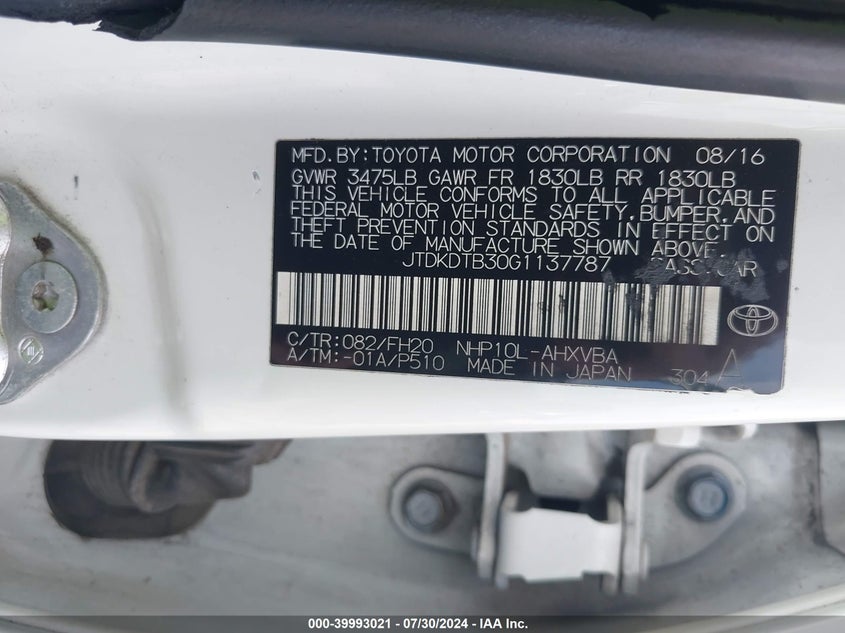 MFD.BY:TOYOTA MOTOR CORPORATION 08/16
GVWR 3475LB GAWR FR 1830LB RR 1830LB
THIS VEHICLE CONFORMS TO ALL APPLICABLE
FEDERAL MOTOR VEHICLE SAFETY,BUMPER,AND
THEFT PREVENTION STANDARDS IN EFFECT ON
THE DATE OF MANUFACTURE SHOWN ABOVE.
JTDKDTB30G1137787 PASS CAR
C/TR:082/FH20 NHP10L-AHXVBA
A/TM:-01A/P510 MADE IN JAPAN 304 A
000-39993021 / 07/30/2024 - IAA Inc.